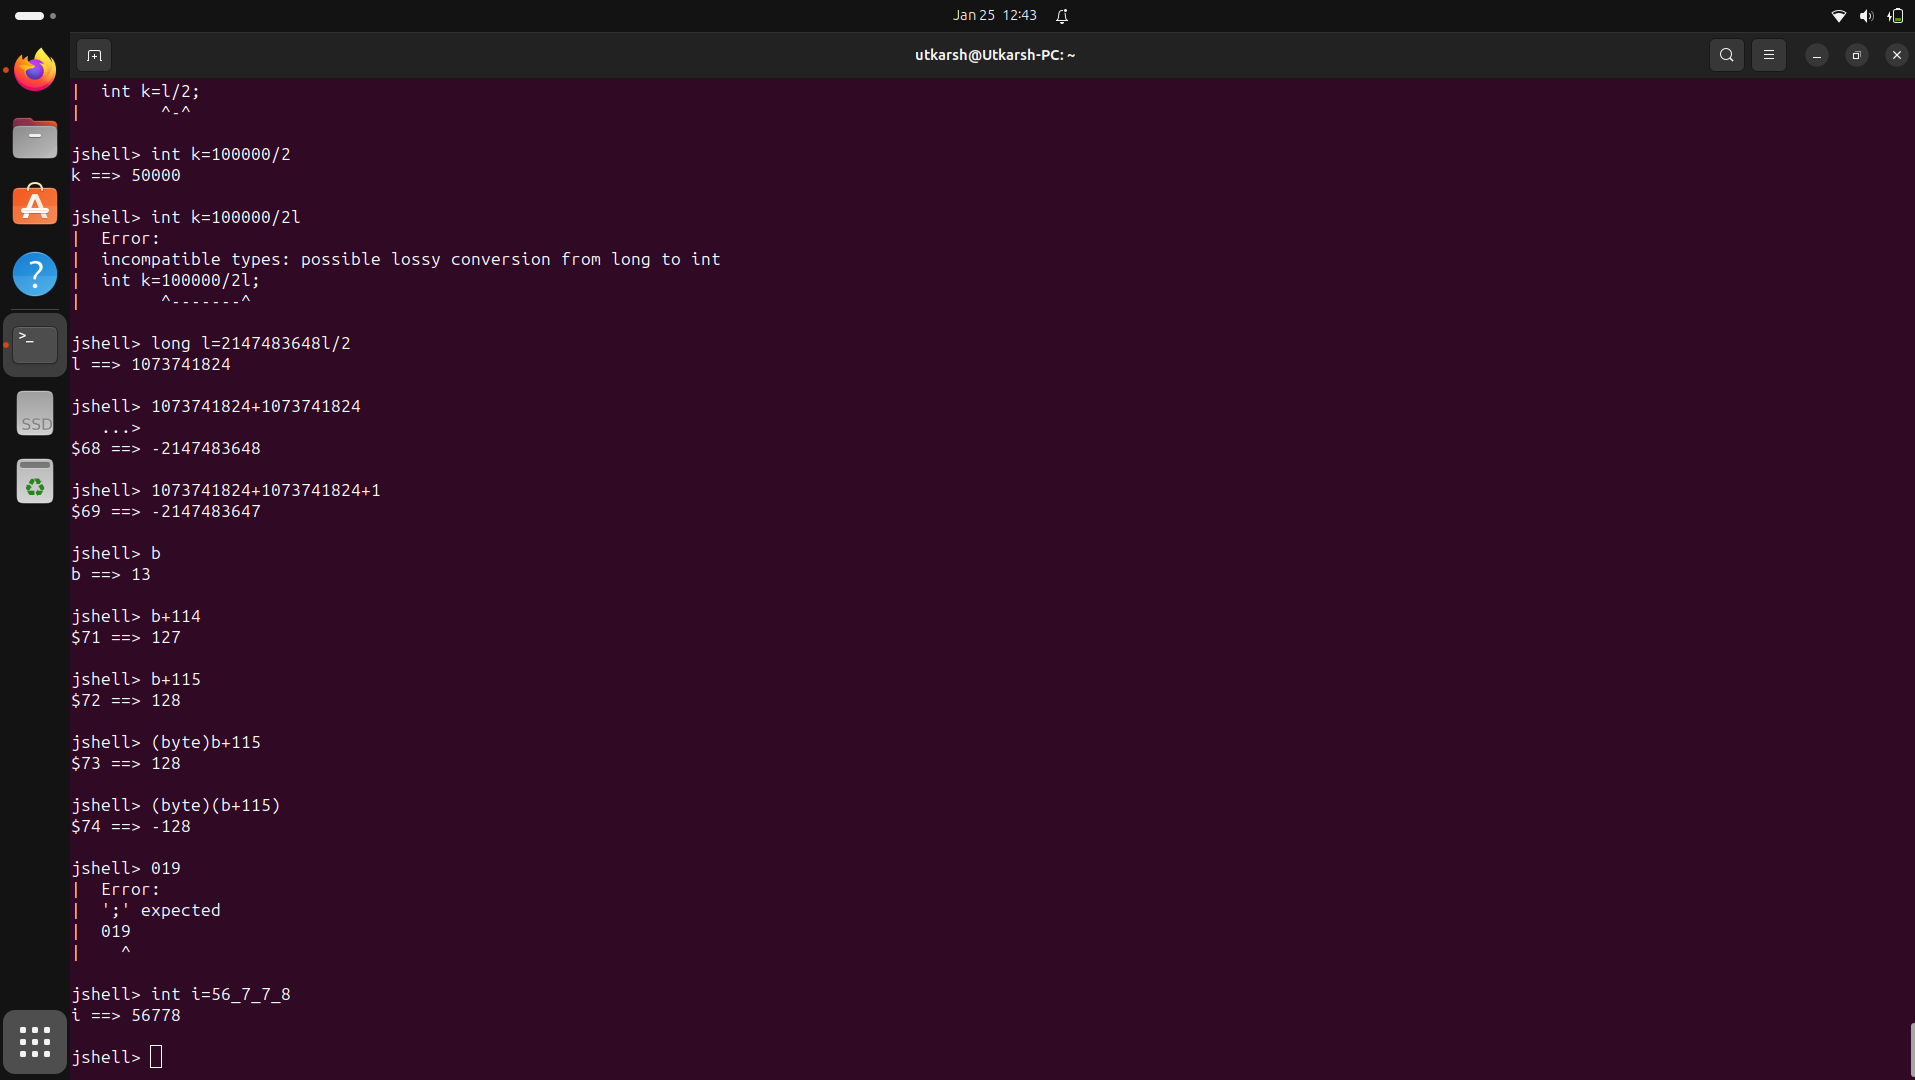 Jan 25 12:43
utkarsh@Utkarsh-PC: ~
| int k=l/2;
| ^-^
jshell> int k=100000/2
k ==> 50000
jshell> int k=100000/2l
| Error:
| incompatible types: possible lossy conversion from long to int
| int k=100000/2l;
| ^-------^
jshell> long l=2147483648l/2
l ==> 1073741824
jshell> 1073741824+1073741824
...>
$68 ==> -2147483648
jshell> 1073741824+1073741824+1
$69 ==> -2147483647
jshell> b
b ==> 13
jshell> b+114
$71 ==> 127
jshell> b+115
$72 ==> 128
jshell> (byte)b+115
$73 ==> 128
jshell> (byte)(b+115)
$74 ==> -128
jshell> 019
| Error:
| ';' expected
| 019
| ^
jshell> int i=56_7_7_8
i ==> 56778
jshell>
?
>_
SSD